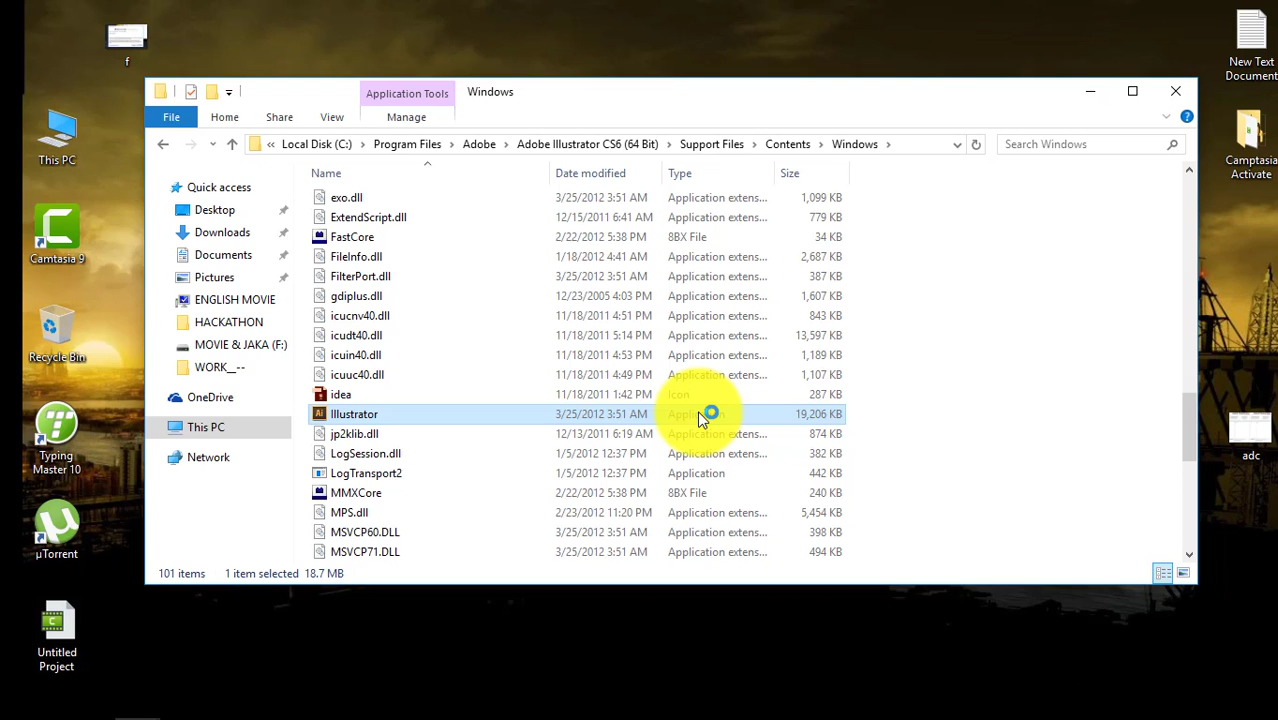 f
This PC
Camtasia 9
Recycle Bin
Typing
Master 10
µTorrent
Untitled
Project
New Text
Document
Camptasia
Activate
adc
Application Tools
Windows
File
Home
Share
View
Manage
« Local Disk (C:) > Program Files > Adobe > Adobe Illustrator CS6 (64 Bit) > Support Files > Contents > Windows >
Search Windows
Name Date modified Type Size
Quick access
Desktop
Downloads
Documents
Pictures
ENGLISH MOVIE
HACKATHON
MOVIE & JAKA (F:)
WORK__--
OneDrive
This PC
Network
exo.dll 3/25/2012 3:51 AM Application extens... 1,099 KB
ExtendScript.dll 12/15/2011 6:41 AM Application extens... 779 KB
FastCore 2/22/2012 5:38 PM 8BX File 34 KB
FileInfo.dll 1/18/2012 4:41 AM Application extens... 2,687 KB
FilterPort.dll 3/25/2012 3:51 AM Application extens... 387 KB
gdiplus.dll 12/23/2005 4:03 PM Application extens... 1,607 KB
icucnv40.dll 11/18/2011 4:51 PM Application extens... 843 KB
icudt40.dll 11/18/2011 5:14 PM Application extens... 13,597 KB
icuin40.dll 11/18/2011 4:53 PM Application extens... 1,189 KB
icuuc40.dll 11/18/2011 4:49 PM Application extens... 1,107 KB
idea 11/18/2011 1:42 PM Icon 287 KB
Illustrator 3/25/2012 3:51 AM 19,206 KB
jp2klib.dll 12/13/2011 6:19 AM Application extens... 874 KB
LogSession.dll 1/5/2012 12:37 PM Application extens... 382 KB
LogTransport2 1/5/2012 12:37 PM Application 442 KB
MMXCore 2/22/2012 5:38 PM 8BX File 240 KB
MPS.dll 2/23/2012 11:20 PM Application extens... 5,454 KB
MSVCP60.DLL 3/25/2012 3:51 AM Application extens... 398 KB
MSVCP71.DLL 3/25/2012 3:51 AM Application extens... 494 KB
101 items 1 item selected 18.7 MB